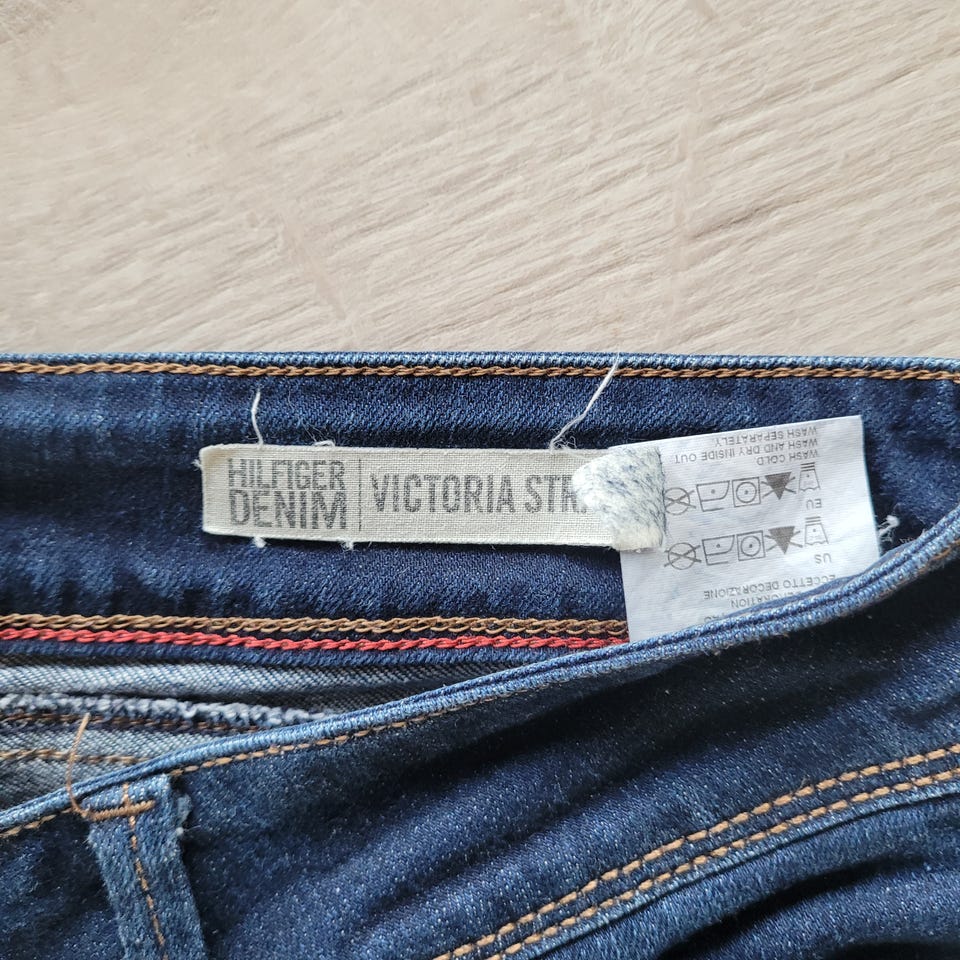 HILFIGER
DENIM
VICTORIA STR
WASH COLD
WASH AND DRY INSIDE OUT
WASH SEPARATELY
EU
US
ECCETTO DECORAZIONE